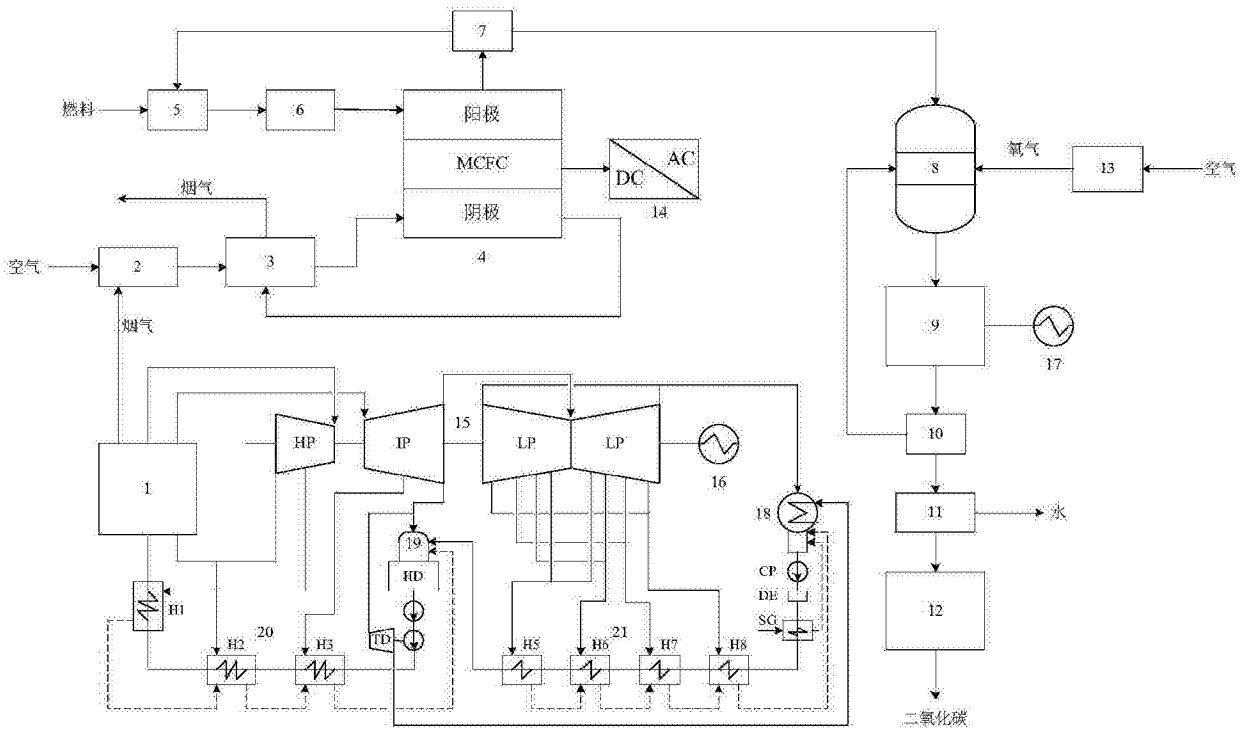 7
燃料
5
6
阳极
MCFC
阴极
4
DC
AC
14
氧气
8
13
空气
烟气
空气
2
3
烟气
9
17
HP
IP
15
LP
LP
16
10
1
18
11
水
19
HD
CP
DE
SG
12
H1
20
TD
21
H2
H3
H5
H6
H7
H8
二氧化碳